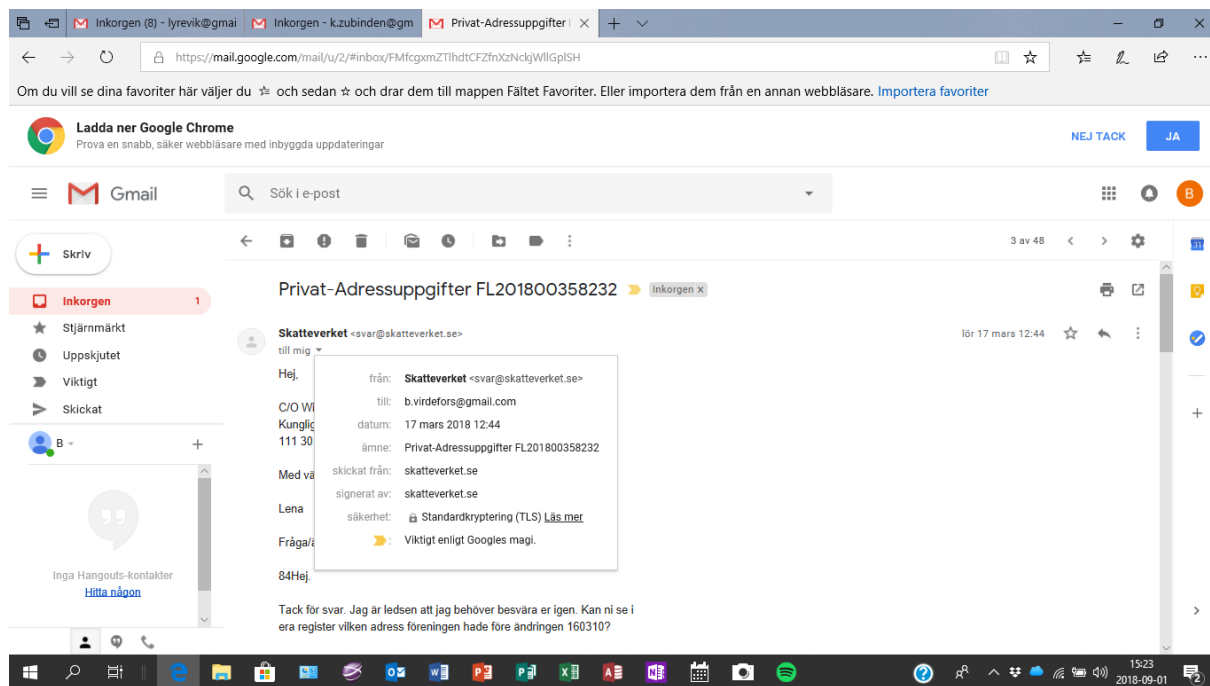 Inkorgen (8) - lyrevik@gmai
Inkorgen - k.zubinden@gm
Privat-Adressuppgifter
https://mail.google.com/mail/u/2/#inbox/FMfcgxmZTlhdtCFZfnXzNckjWllGplSH
Om du vill se dina favoriter här väljer du och sedan och drar dem till mappen Fältet Favoriter. Eller importera dem från en annan webbläsare. Importera favoriter
Ladda ner Google Chrome
Prova en snabb, säker webbläsare med inbyggda uppdateringar
NEJ TACK
JA
Gmail
Sök i e-post
B
Skriv
3 av 48
31
Privat-Adressuppgifter FL201800358232
Inkorgen x
Inkorgen 1
Stjärnmärkt
Uppskjutet
Viktigt
Skickat
B
Skatteverket <svar@skatteverket.se>
lör 17 mars 12:44
till mig
Hej,
från: Skatteverket <svar@skatteverket.se>
C/O Wi
till: b.virdefors@gmail.com
Kunglig
datum: 17 mars 2018 12:44
111 30
ämne: Privat-Adressuppgifter FL201800358232
Med vä
skickat från: skatteverket.se
signerat av: skatteverket.se
Lena
säkerhet: Standardkryptering (TLS) Läs mer
Fråga/ä
Viktigt enligt Googles magi.
84Hej.
Inga Hangouts-kontakter
Hitta någon
Tack för svar. Jag är ledsen att jag behöver besvära er igen. Kan ni se i
era register vilken adress föreningen hade före ändringen 160310?
15:23
2018-09-01
2